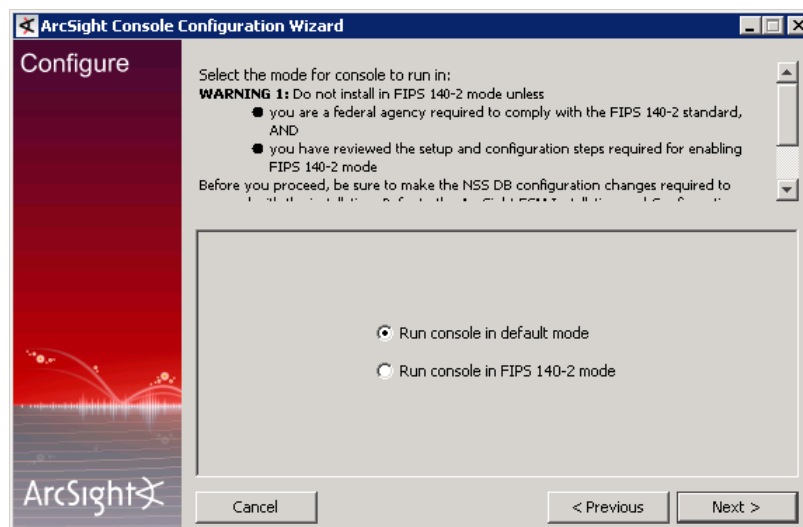 ArcSight Console Configuration Wizard
Configure
Select the mode for console to run in:
WARNING 1: Do not install in FIPS 140-2 mode unless
you are a federal agency required to comply with the FIPS 140-2 standard,
AND
you have reviewed the setup and configuration steps required for enabling
FIPS 140-2 mode
Before you proceed, be sure to make the NSS DB configuration changes required to
Run console in default mode
Run console in FIPS 140-2 mode
ArcSight
Cancel
< Previous
Next >